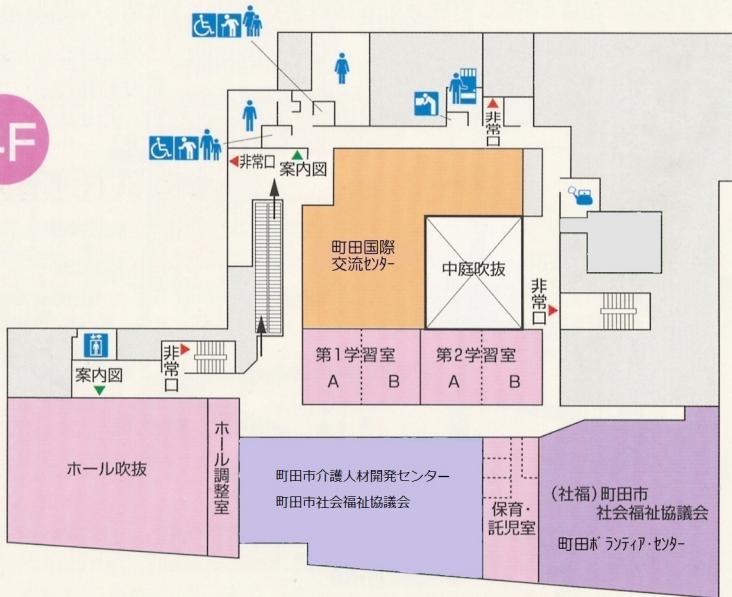 F
非常口
案内図
非常口
町田国際
交流センター
中庭吹抜
非常口
第1学習室
A
B
第2学習室
A
B
非常口
案内図
ホール吹抜
ホール調整室
町田市介護人材開発センター
町田市社会福祉協議会
保育・
託児室
(社福)町田市
社会福祉協議会
町田ボランティア・センター